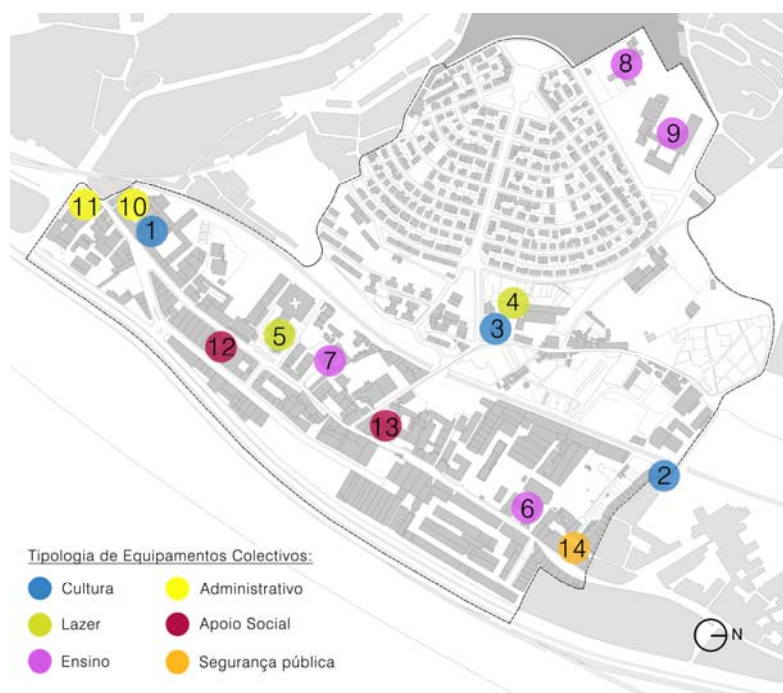 8
9
11
10
1
4
3
5
12
7
13
2
6
14
Tipologia de Equipamentos Colectivos:
Cultura
Administrativo
Lazer
Apoio Social
Ensino
Segurança pública
N